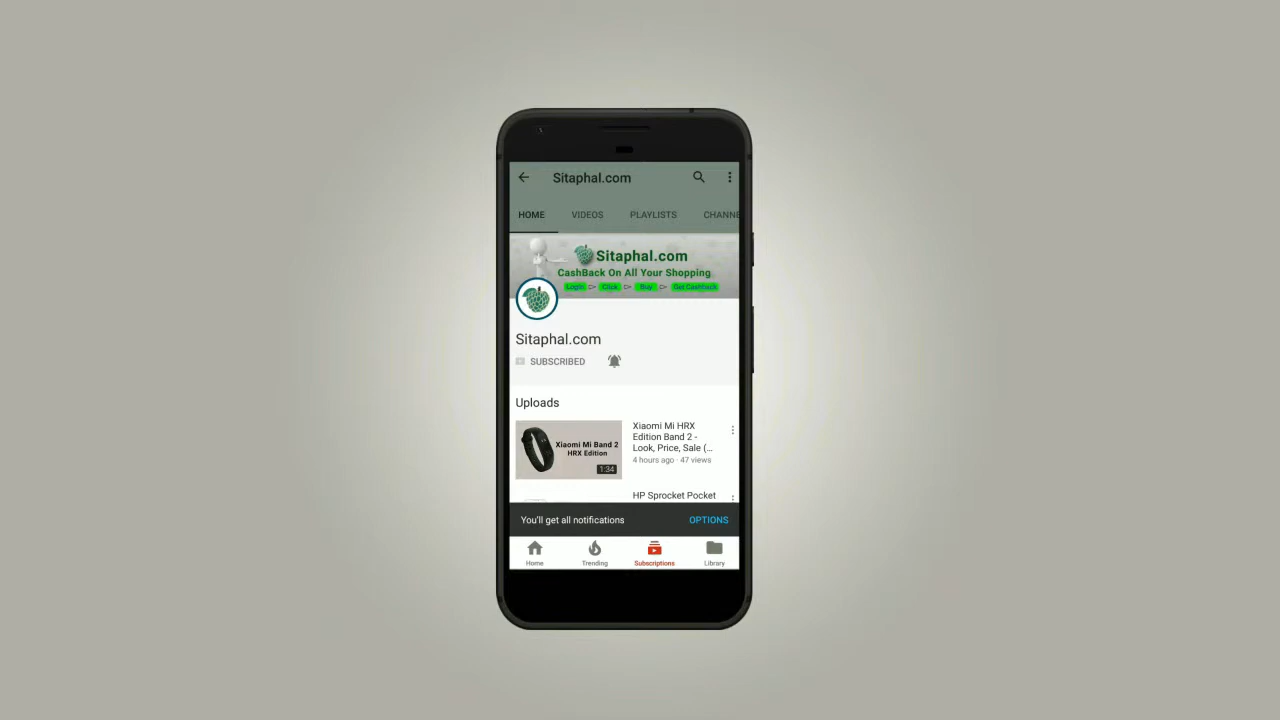 Sitaphal.com
HOME VIDEOS PLAYLISTS CHANNE
Sitaphal.com
CashBack On All Your Shopping
Login Click Buy Get Cashback
Sitaphal.com
SUBSCRIBED
Uploads
Xiaomi Mi Band 2
HRX Edition
1:34
Xiaomi Mi HRX
Edition Band 2 -
Look, Price, Sale (...
4 hours ago · 47 views
HP Sprocket Pocket
You'll get all notifications OPTIONS
Home Trending Subscriptions Library